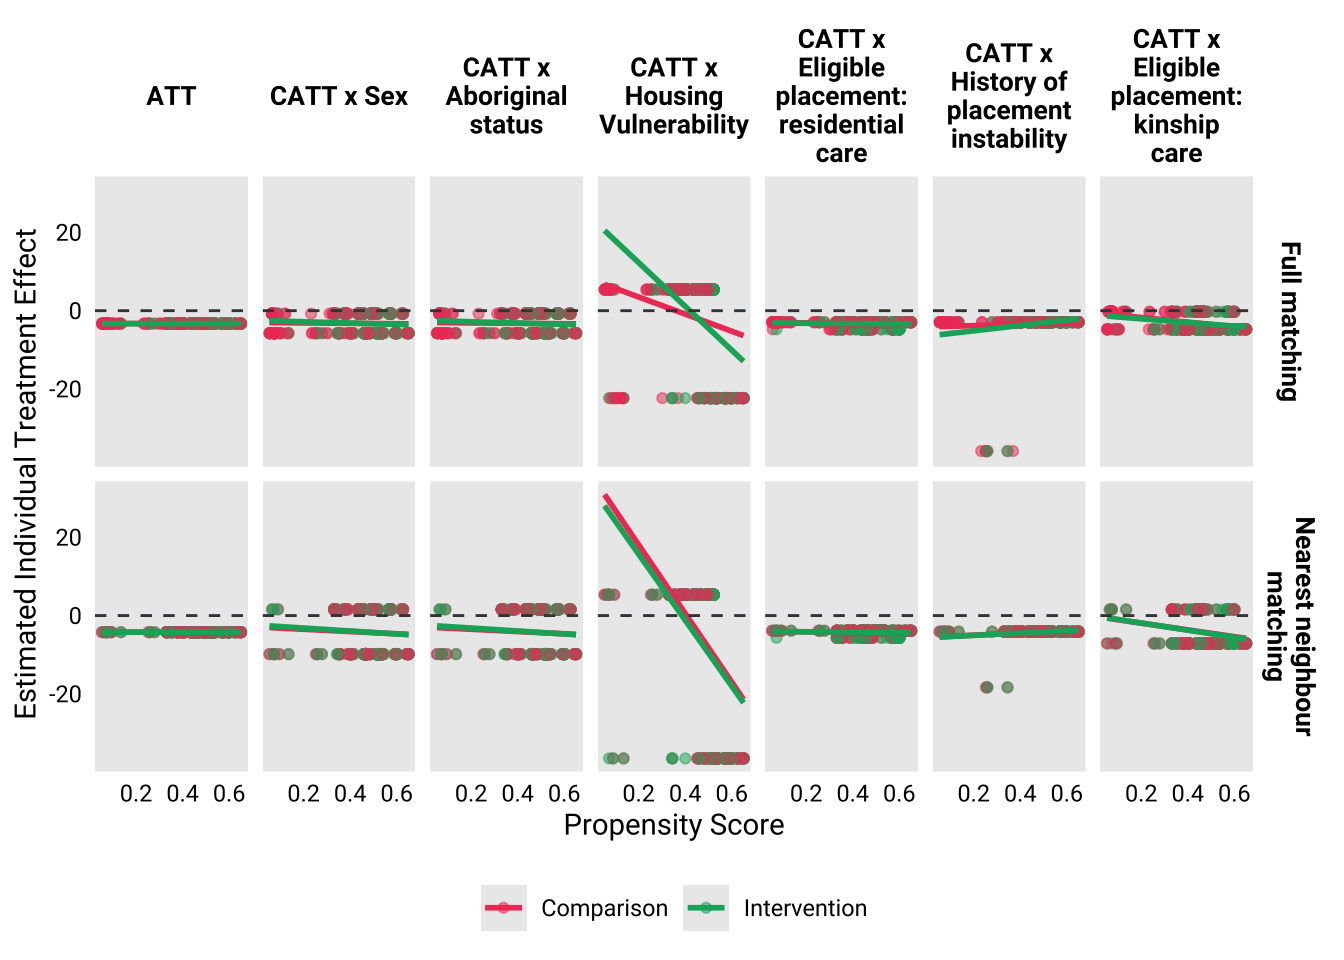 ATT
CATT x Sex
CATT x
Aboriginal
status
CATT x
Housing
Vulnerability
CATT x
Eligible
placement:
residential
care
CATT x
History of
placement
instability
CATT x
Eligible
placement:
kinship
care
Estimated Individual Treatment Effect
20
0
-20
Full matching
20
0
-20
Nearest neighbour
matching
0.2 0.4 0.6
0.2 0.4 0.6
0.2 0.4 0.6
0.2 0.4 0.6
0.2 0.4 0.6
0.2 0.4 0.6
0.2 0.4 0.6
Propensity Score
Comparison
Intervention